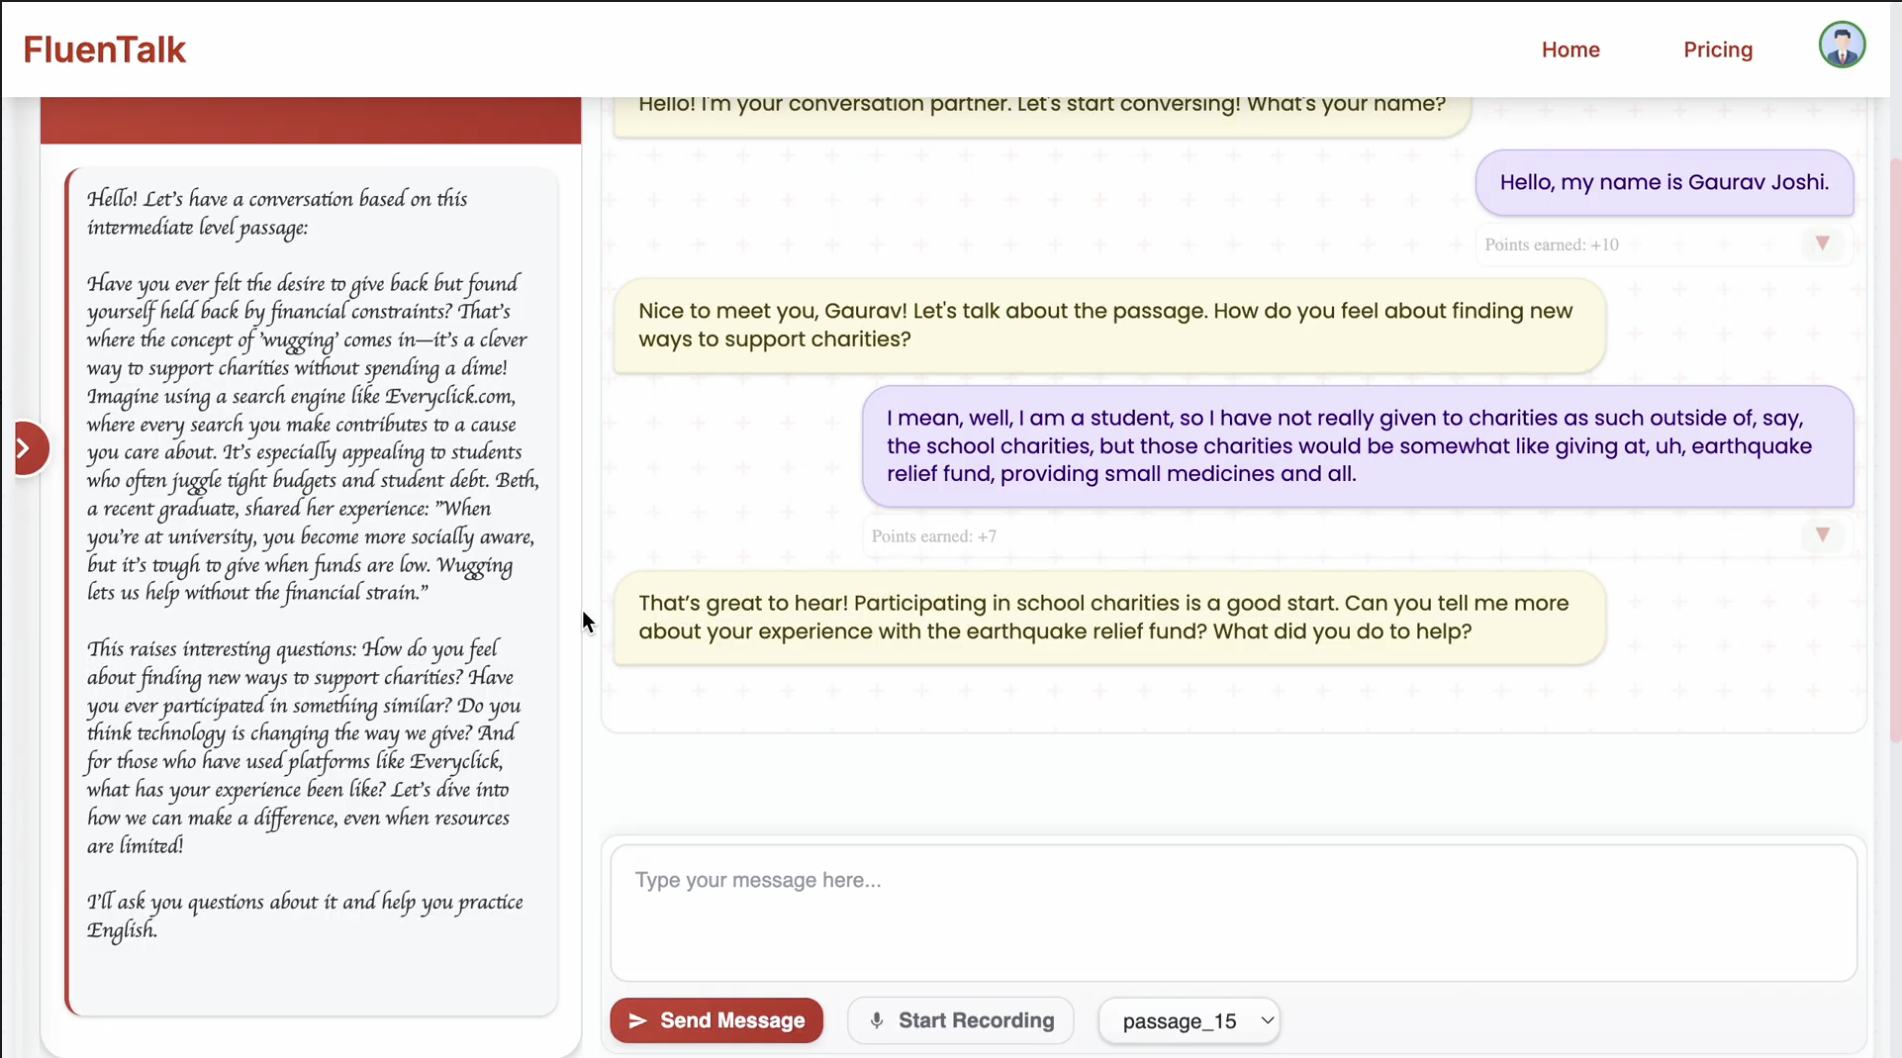 FluenTalk
Home
Pricing
Hello! Let's have a conversation based on this
intermediate level passage:
Have you ever felt the desire to give back but found
yourself held back by financial constraints? That's
where the concept of 'wugging' comes in—it's a clever
way to support charities without spending a dime!
Imagine using a search engine like Everyclick.com,
where every search you make contributes to a cause
you care about. It's especially appealing to students
who often juggle tight budgets and student debt. Beth,
a recent graduate, shared her experience: "When
you're at university, you become more socially aware,
but it's tough to give when funds are low. Wugging
lets us help without the financial strain."
This raises interesting questions: How do you feel
about finding new ways to support charities? Have
you ever participated in something similar? Do you
think technology is changing the way we give? And
for those who have used platforms like Everyclick,
what has your experience been like? Let's dive into
how we can make a difference, even when resources
are limited!
I'll ask you questions about it and help you practice
English.
Hello! I'm your conversation partner. Let's start conversing! What's your name?
Hello, my name is Gaurav Joshi.
Points earned: +10
Nice to meet you, Gaurav! Let's talk about the passage. How do you feel about finding new
ways to support charities?
I mean, well, I am a student, so I have not really given to charities as such outside of, say,
the school charities, but those charities would be somewhat like giving at, uh, earthquake
relief fund, providing small medicines and all.
Points earned: +7
That’s great to hear! Participating in school charities is a good start. Can you tell me more
about your experience with the earthquake relief fund? What did you do to help?
Type your message here...
Send Message
Start Recording
passage_15